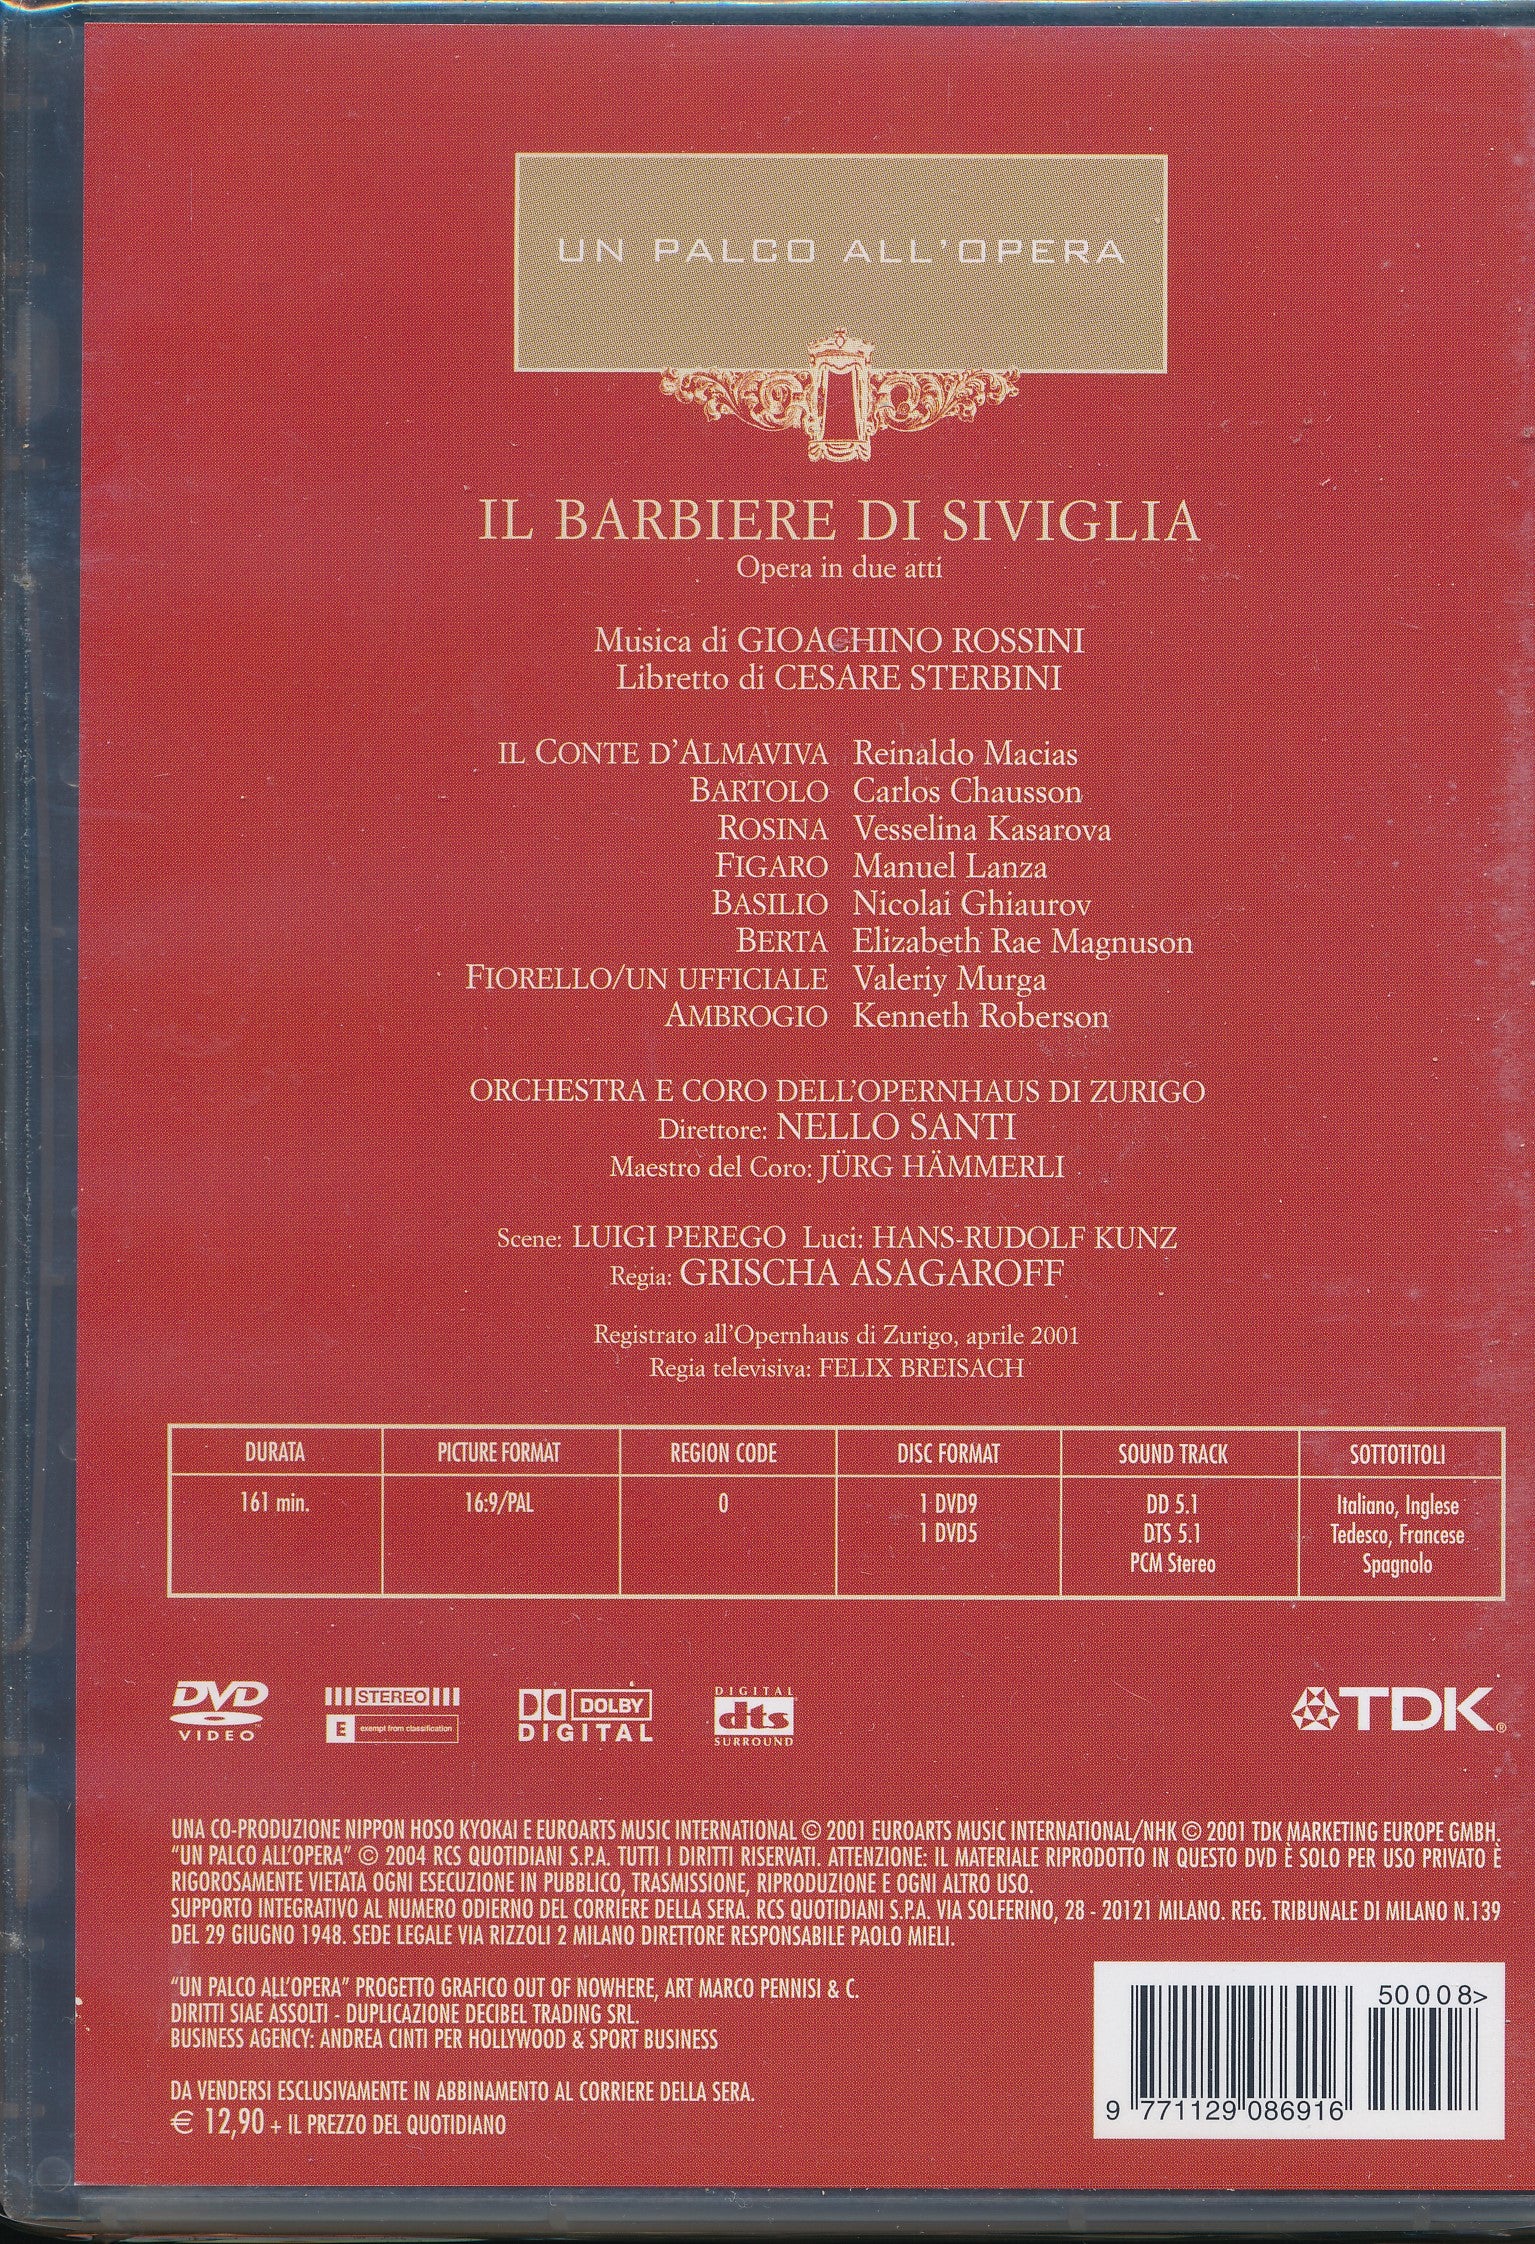 UN PALCO ALL'OPERA
IL BARBIERE DI SIVIGLIA
Opera in due atti
Musica di GIOACHINO ROSSINI
Libretto di CESARE STERBINI
IL CONTE D'ALMAVIVA Reinaldo Macias
BARTOLO Carlos Chausson
ROSINA Vesselina Kasarova
FIGARO Manuel Lanza
BASILIO Nicolai Ghiaurov
BERTA Elizabeth Rae Magnuson
FIORELLO/UN UFFICIALE Valeriy Murga
AMBROGIO Kenneth Roberson
ORCHESTRA E CORO DELL'OPERNHAUS DI ZURIGO
Direttore: NELLO SANTI
Maestro del Coro: JÜRG HÄMMERLI
Scene: LUIGI PEREGO Luci: HANS-RUDOLF KUNZ
Regia: GRISCHA ASAGAROFF
Registrato all'Opernhaus di Zurigo, aprile 2001
Regia televisiva: FELIX BREISACH
DURATA PICTURE FORMAT REGION CODE DISC FORMAT SOUND TRACK SOTTOTITOLI
161 min. 16:9/PAL 0 1 DVD9 DD 5.1 Italiano, Inglese
1 DVD5 DTS 5.1 Tedesco, Francese
PCM Stereo Spagnolo
DVD VIDEO STEREO E exempt from classification DOLBY DIGITAL DIGITAL dts SURROUND TDK®
UNA CO-PRODUZIONE NIPPON HOSO KYOKAI E EUROARTS MUSIC INTERNATIONAL © 2001 EUROARTS MUSIC INTERNATIONAL/NHK © 2001 TDK MARKETING EUROPE GMBH.
"UN PALCO ALL'OPERA" © 2004 RCS QUOTIDIANI S.P.A. TUTTI I DIRITTI RISERVATI. ATTENZIONE: IL MATERIALE RIPRODOTTO IN QUESTO DVD È SOLO PER USO PRIVATO È
RIGOROSAMENTE VIETATA OGNI ESECUZIONE IN PUBBLICO, TRASMISSIONE, RIPRODUZIONE E OGNI ALTRO USO.
SUPPORTO INTEGRATIVO AL NUMERO ODIERNO DEL CORRIERE DELLA SERA. RCS QUOTIDIANI S.P.A. VIA SOLFERINO, 28 - 20121 MILANO. REG. TRIBUNALE DI MILANO N.139
DEL 29 GIUGNO 1948. SEDE LEGALE VIA RIZZOLI 2 MILANO DIRETTORE RESPONSABILE PAOLO MIELI.
"UN PALCO ALL'OPERA" PROGETTO GRAFICO OUT OF NOWHERE, ART MARCO PENNISI & C.
DIRITTI SIAE ASSOLTI - DUPLICAZIONE DECIBEL TRADING SRL.
BUSINESS AGENCY: ANDREA CINTI PER HOLLYWOOD & SPORT BUSINESS
DA VENDERSI ESCLUSIVAMENTE IN ABBINAMENTO AL CORRIERE DELLA SERA.
€ 12,90 + IL PREZZO DEL QUOTIDIANO
50008>
9 771129 086916